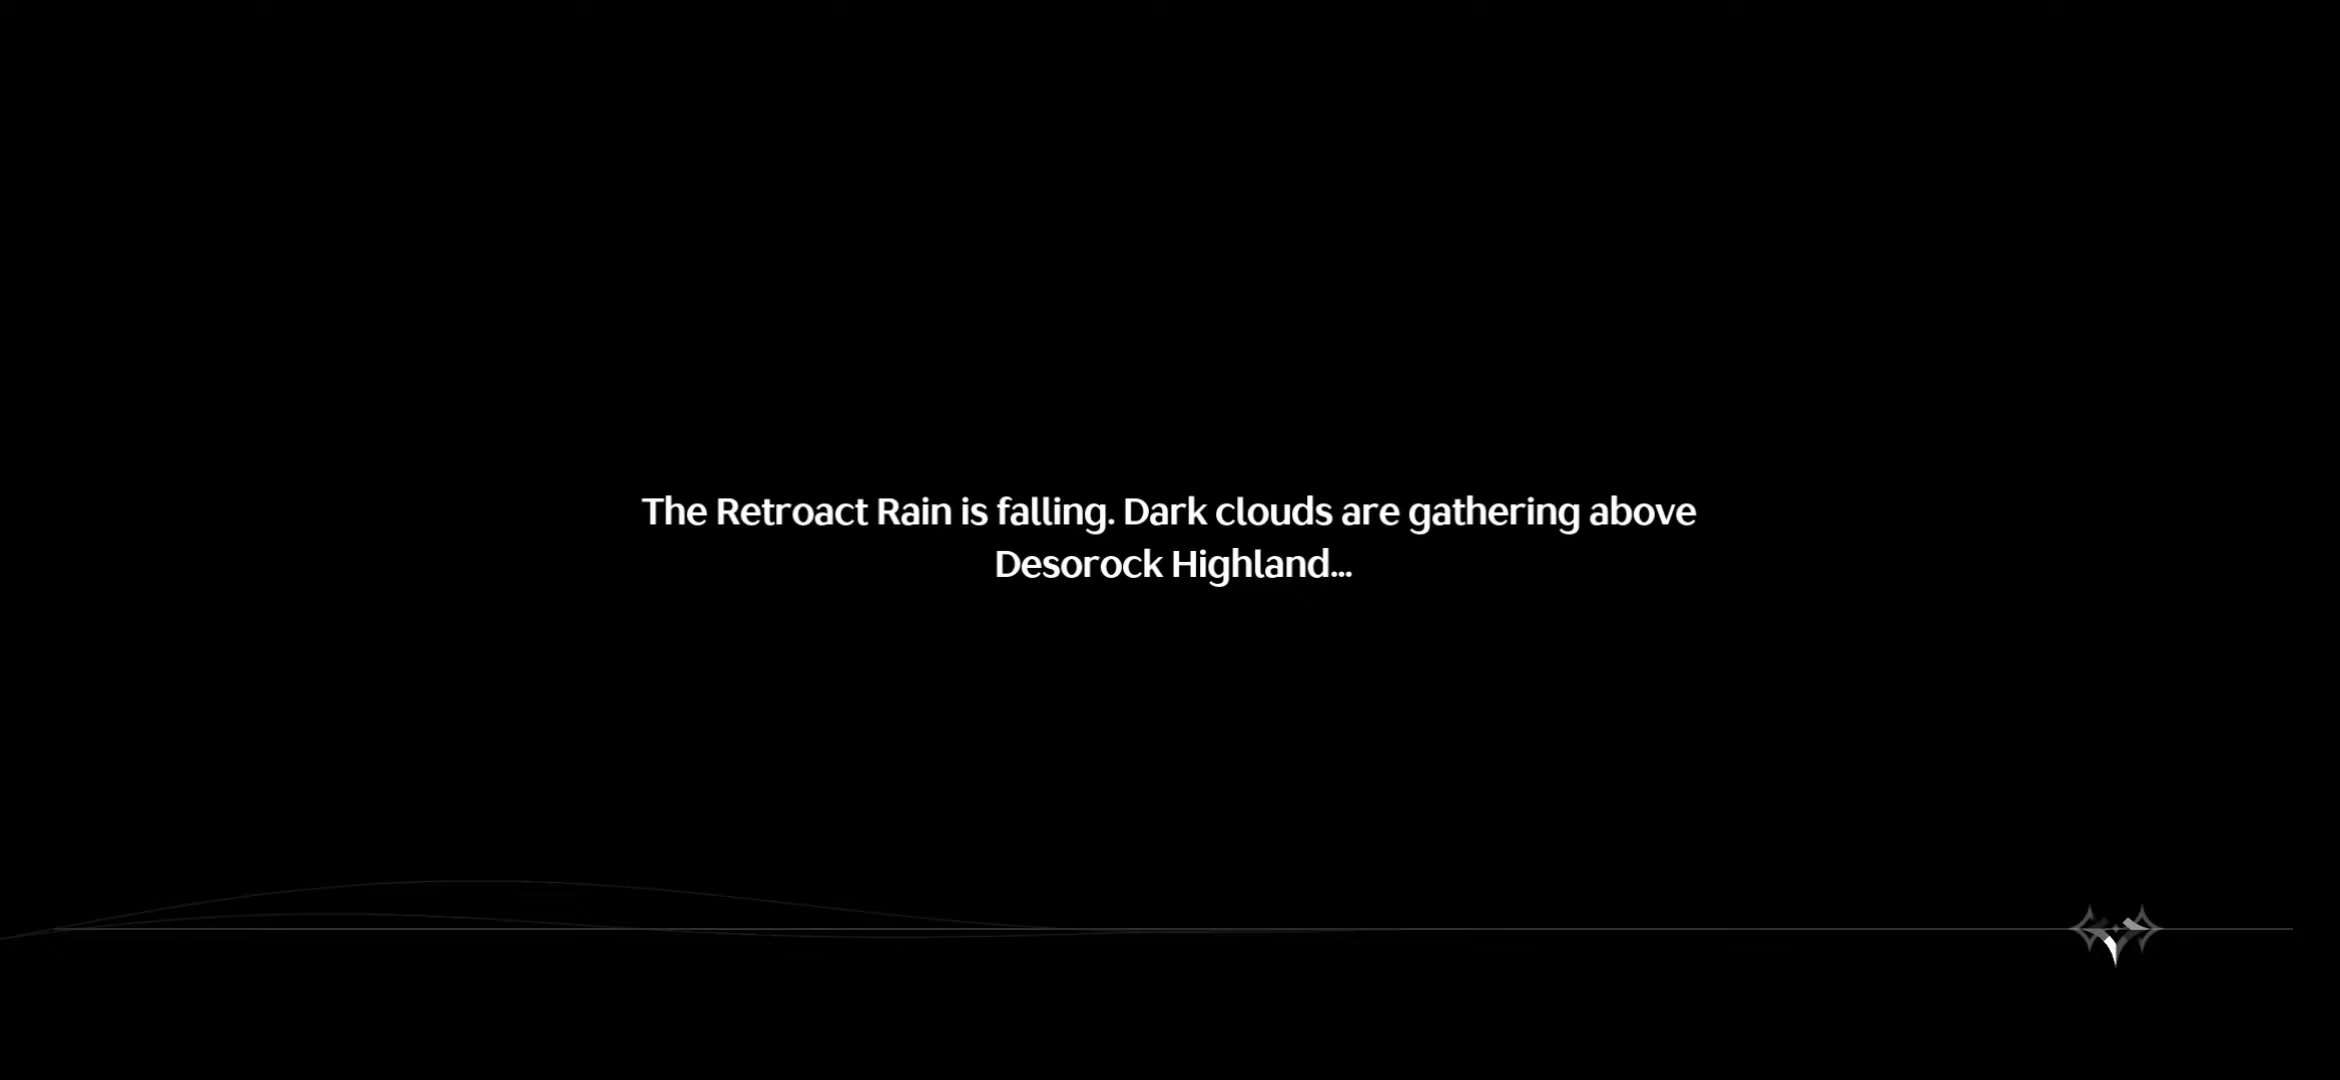 The Retroact Rain is falling. Dark clouds are gathering above
Desorock Highland...